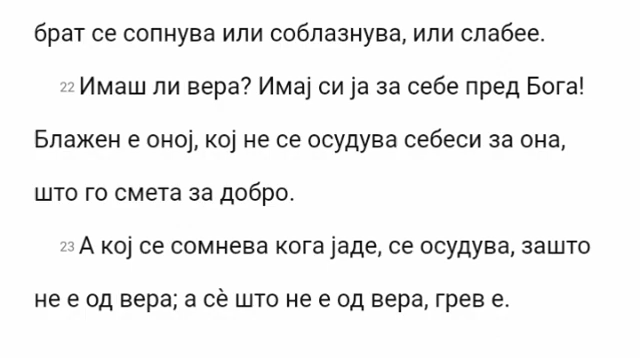 брат се сопнува или соблазнува, или слабее.
22 Имаш ли вера? Имај си ја за себе пред Бога!
Блажен е оној, кој не се осудува себеси за она,
што го смета за добро.
23 А кој се сомнева кога јаде, се осудува, зашто
не е од вера; а сѐ што не е од вера, грев е.